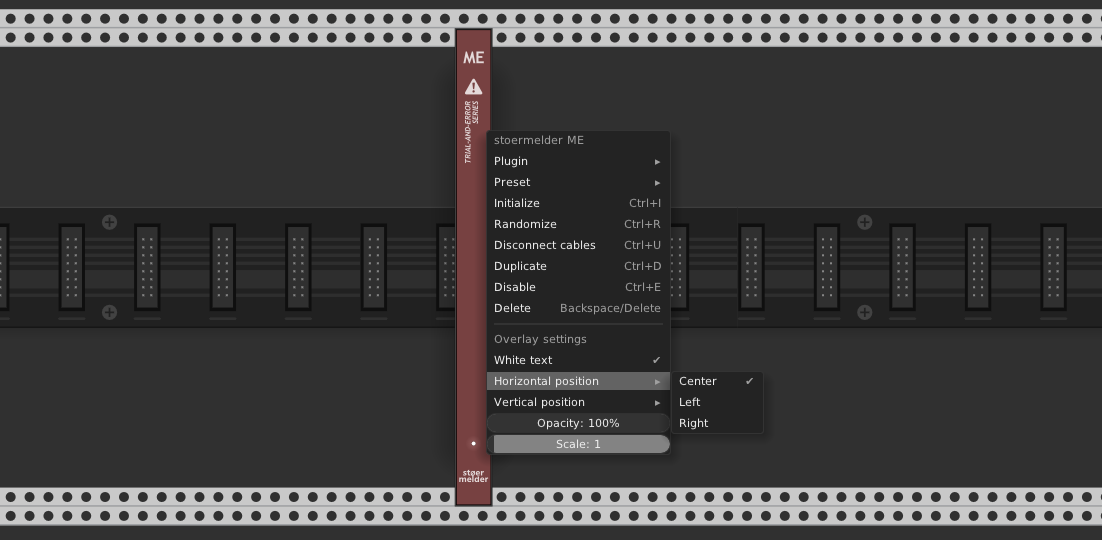 ME
TRIAL-AND-ERROR
SERIES
stoermelder ME
Plugin ▸
Preset ▸
Initialize Ctrl+I
Randomize Ctrl+R
Disconnect cables Ctrl+U
Duplicate Ctrl+D
Disable Ctrl+E
Delete Backspace/Delete
Overlay settings
White text ✔
Horizontal position ▸
Center ✔
Left
Right
Vertical position ▸
Opacity: 100%
Scale: 1
støer
melder